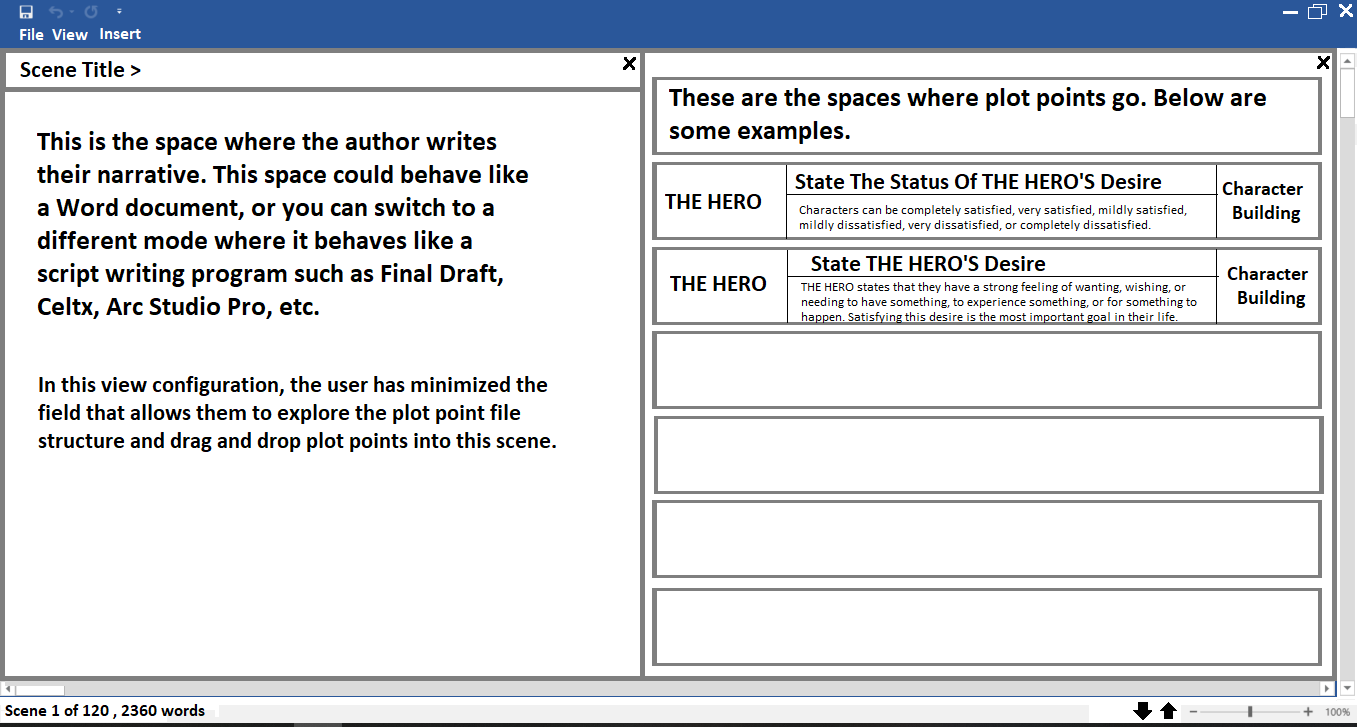 File View Insert
Scene Title >
This is the space where the author writes
their narrative. This space could behave like
a Word document, or you can switch to a
different mode where it behaves like a
script writing program such as Final Draft,
Celtx, Arc Studio Pro, etc.
In this view configuration, the user has minimized the
field that allows them to explore the plot point file
structure and drag and drop plot points into this scene.
These are the spaces where plot points go. Below are
some examples.
THE HERO
State The Status Of THE HERO'S Desire
Characters can be completely satisfied, very satisfied, mildly satisfied,
mildly dissatisfied, very dissatisfied, or completely dissatisfied.
Character
Building
THE HERO
State THE HERO'S Desire
THE HERO states that they have a strong feeling of wanting, wishing, or
needing to have something, to experience something, or for something to
happen. Satisfying this desire is the most important goal in their life.
Character
Building
Scene 1 of 120 , 2360 words
100%